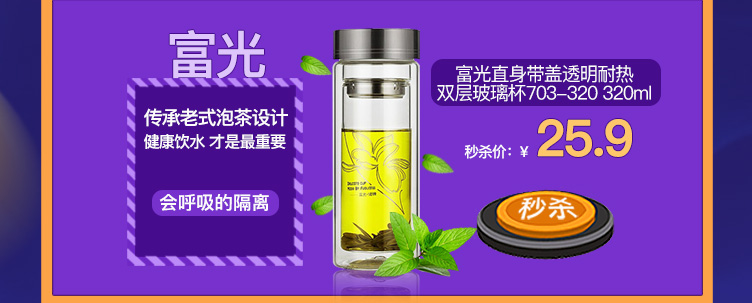 富光
传承老式泡茶设计
健康饮水 才是最重要
会呼吸的隔离
富光直身带盖透明耐热
双层玻璃杯703-320 320ml
秒杀价：¥ 25.9
秒杀